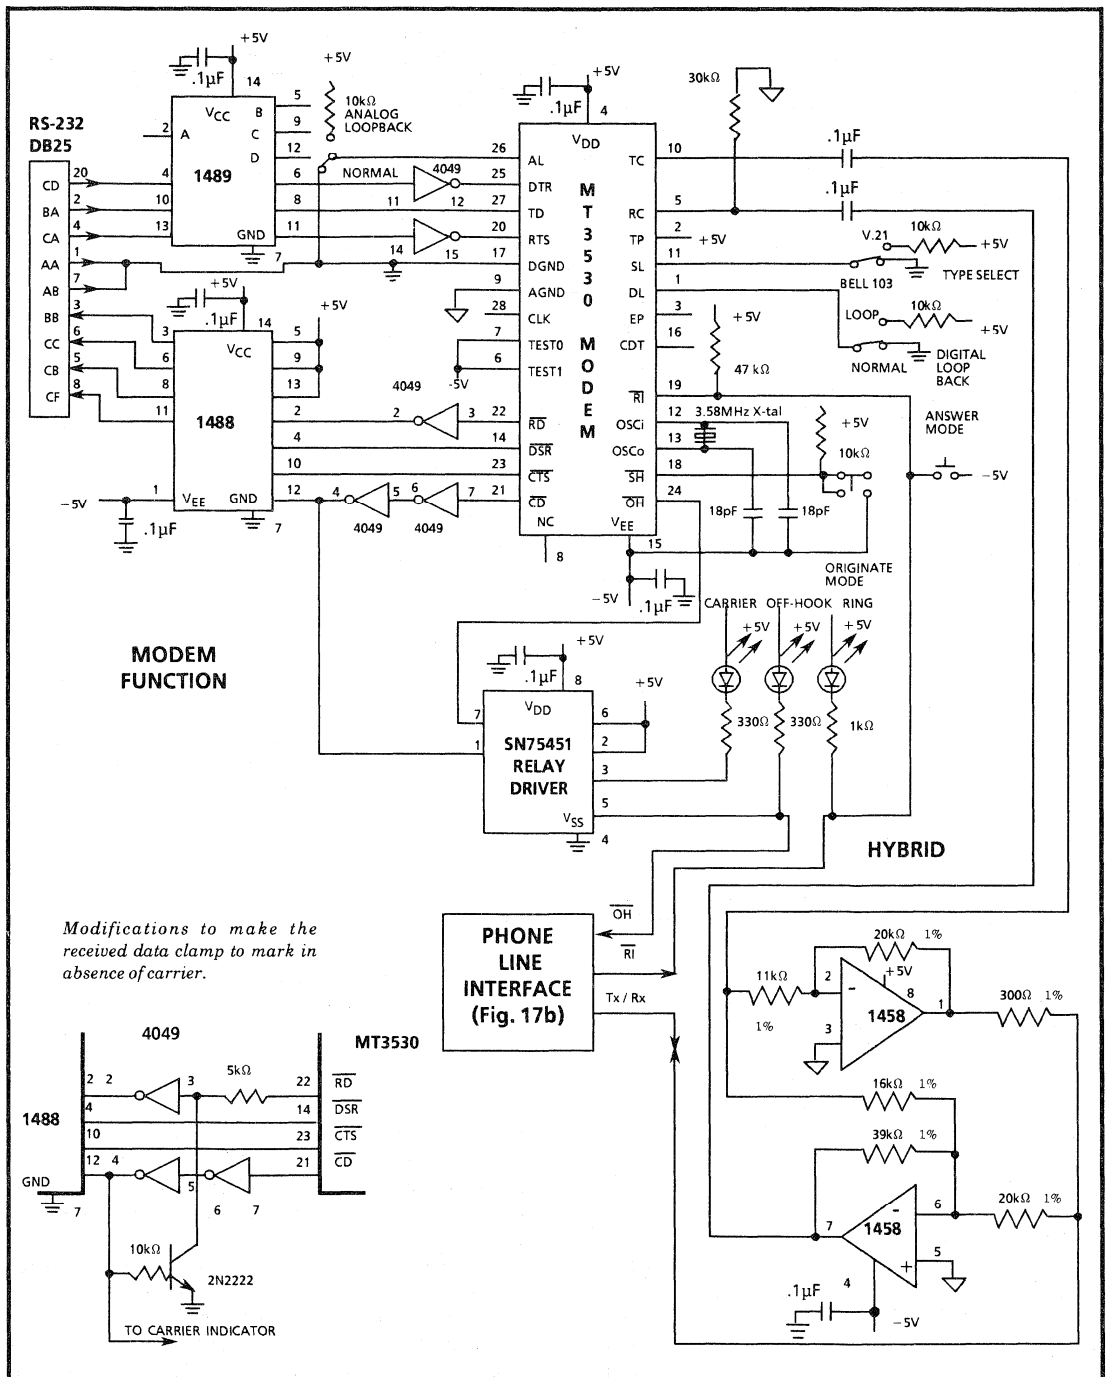 +5V
.1µF
14
+5V
10kΩ
ANALOG
LOOPBACK
NORMAL
RS-232
DB25
VCC
B 5
C 9
D 12
2 A
1489
4 6
10 8
13 11
GND
7
CD 20
BA 2
CA 4
AA 1
AB 7
BB 3
CC 6
CB 5
CF 8
4049
11 12
14 15
+5V
.1µF
14
+5V
VCC
1488
3 5
6 9
8 13
11 2
4
10
1 12
VEE GND
7
-5V
.1µF
4049
2 3
4 5 6 7
4049 4049
+5V
.1µF
4
VDD
MT3530 MODEM
26 AL
25 DTR
27 TD
20 RTS
17 DGND
9 AGND
28 CLK
7 TEST0
6 TEST1
-5V
22 RD
14 DSR
23 CTS
21 CD
NC
8
VEE
15
-5V
.1µF
TC 10
RC 5
TP 2
SL 11
DL 1
EP 3
CDT 16
RI 19
OSCi 12
OSCo 13
SH 18
OH 24
30kΩ
.1µF
.1µF
+5V
V.21 10kΩ +5V
BELL 103 TYPE SELECT
LOOP 10kΩ +5V
NORMAL DIGITAL
LOOP
BACK
+5V
47 kΩ
3.58MHz X-tal
+5V
10kΩ
ANSWER
MODE
-5V
18pF 18pF
ORIGINATE
MODE
CARRIER OFF-HOOK RING
+5V +5V +5V
330Ω 330Ω 1kΩ
MODEM
FUNCTION
+5V
.1µF
8
+5V
VDD
7 6
1 2
3
5
SN75451
RELAY
DRIVER
VSS
4
HYBRID
PHONE
LINE
INTERFACE
(Fig. 17b)
OH
RI
Tx / Rx
20kΩ 1%
11kΩ
1%
+5V
2 8
- 1458 1
3
300Ω 1%
16kΩ 1%
39kΩ 1%
20kΩ 1%
7 1458 - 6
+ 5
4
.1µF
-5V
Modifications to make the
received data clamp to mark in
absence of carrier.
4049
MT3530
5kΩ
2 2 3 22 RD
1488
4 14 DSR
10 23 CTS
12 4 5 6 7 21 CD
GND
7
10kΩ
2N2222
TO CARRIER INDICATOR